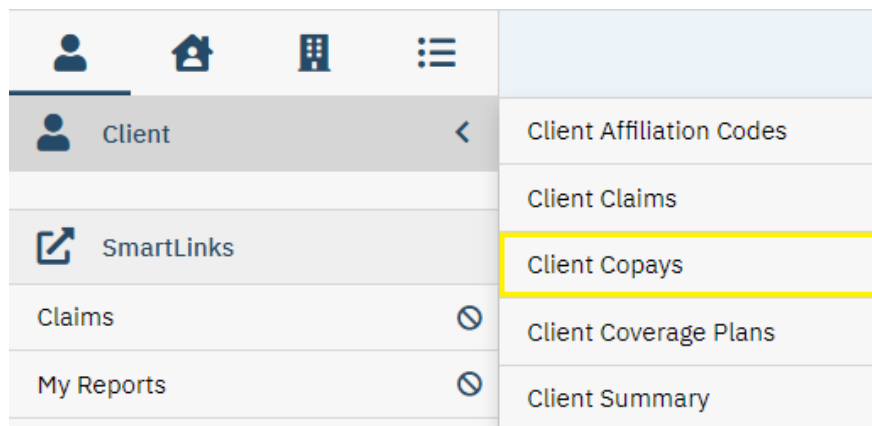 Client
SmartLinks
Claims
My Reports
Client Affiliation Codes
Client Claims
Client Copays
Client Coverage Plans
Client Summary